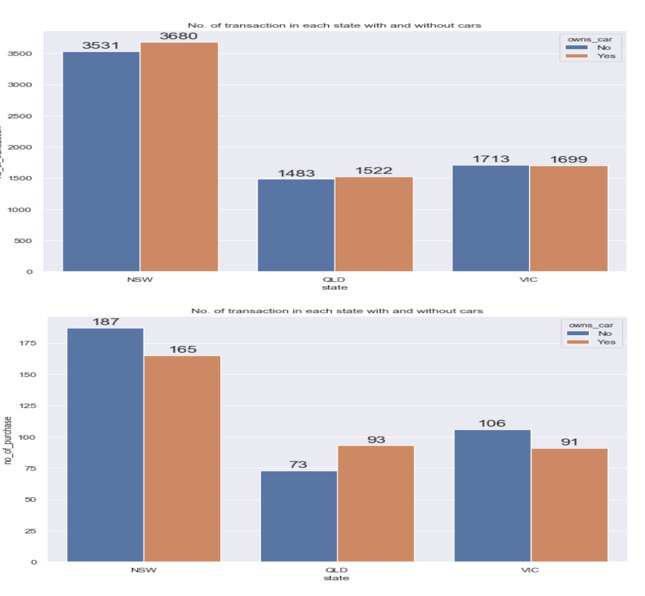 No. of transaction in each state with and without cars
3680
3531
owns_car
No
Yes
3500
3000
2500
2000
1713
1699
1483
1522
1500
1000
500
0
NSW
QLD
VIC
state
No. of transaction in each state with and without cars
187
owns_car
No
Yes
175
165
150
125
106
100
93
91
73
75
50
25
0
no_of_purchase
NSW
QLD
VIC
state